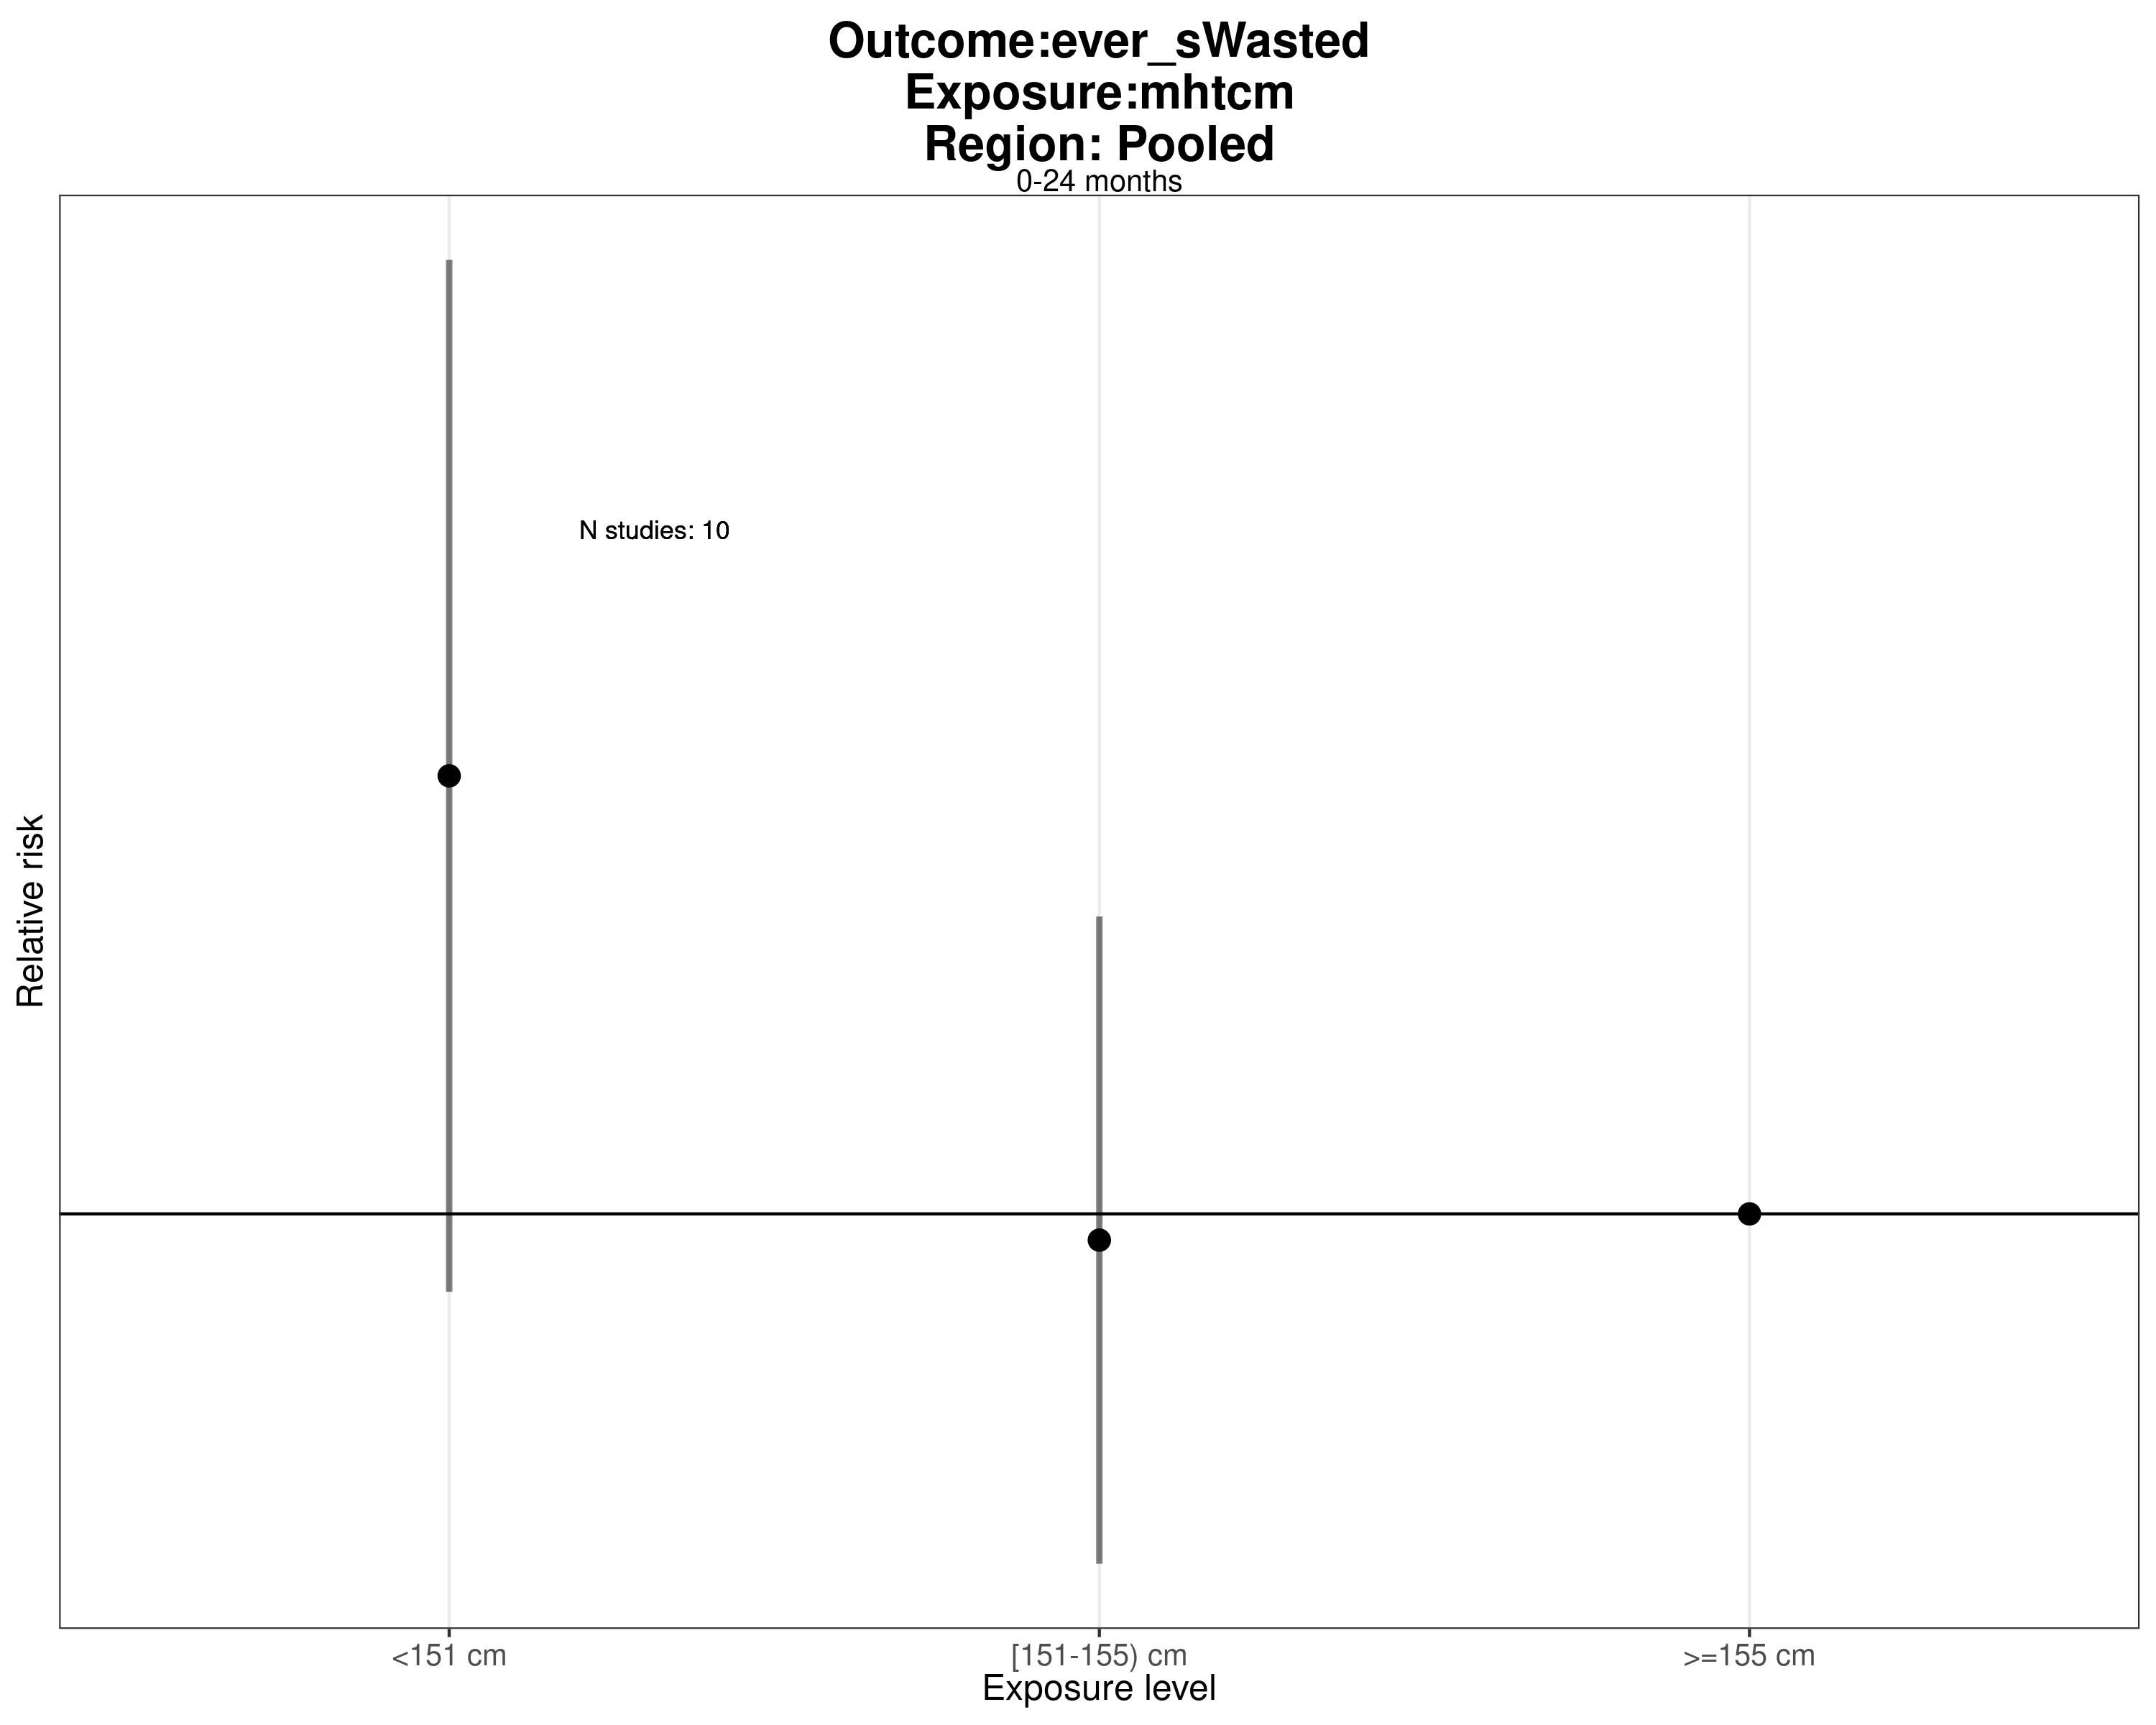 Outcome:ever_sWasted
Exposure:mhtcm
Region: Pooled
0-24 months
N studies: 10
Relative risk
<151 cm
[151-155) cm
>=155 cm
Exposure level